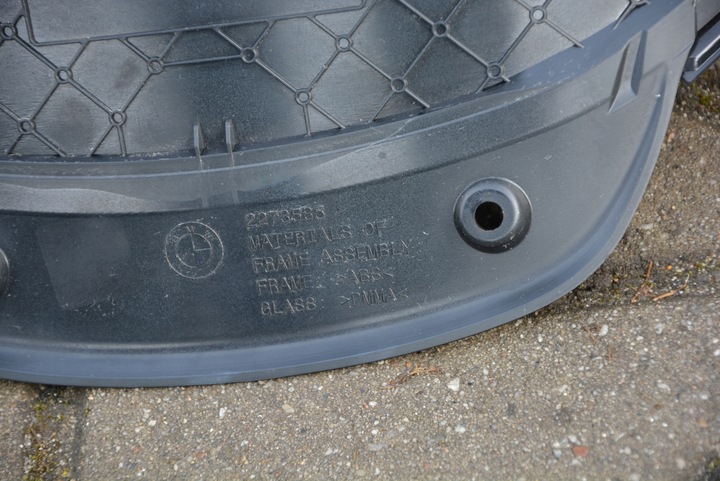 2273583
MATERIALS OF
FRAME ASSEMBLY
FRAME: >ABS<
GLASS: >PMMA<